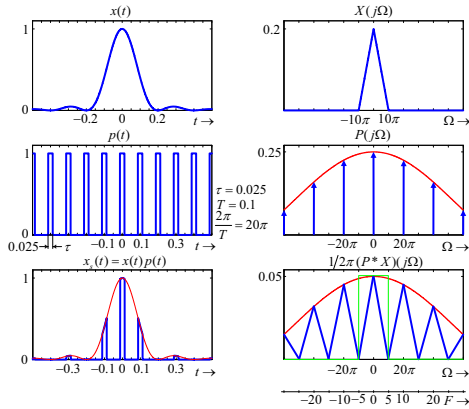 x(t)
1
0
−0.2 0 0.2 t →
X(jΩ)
0.2
−10π 10π Ω →
p(t)
1
0
−0.1 0 0.1 0.3 t →
0.025 τ
τ = 0.025
T = 0.1
2π/T = 20π
P(jΩ)
0.25
−20π 0 20π Ω →
x_s(t) = x(t)p(t)
1
0
−0.3 0 0.1 0.3 t →
1/2π (P*X)(jΩ)
0.05
−20π 0 20π Ω →
−20 −10 −5 0 5 10 20 F →